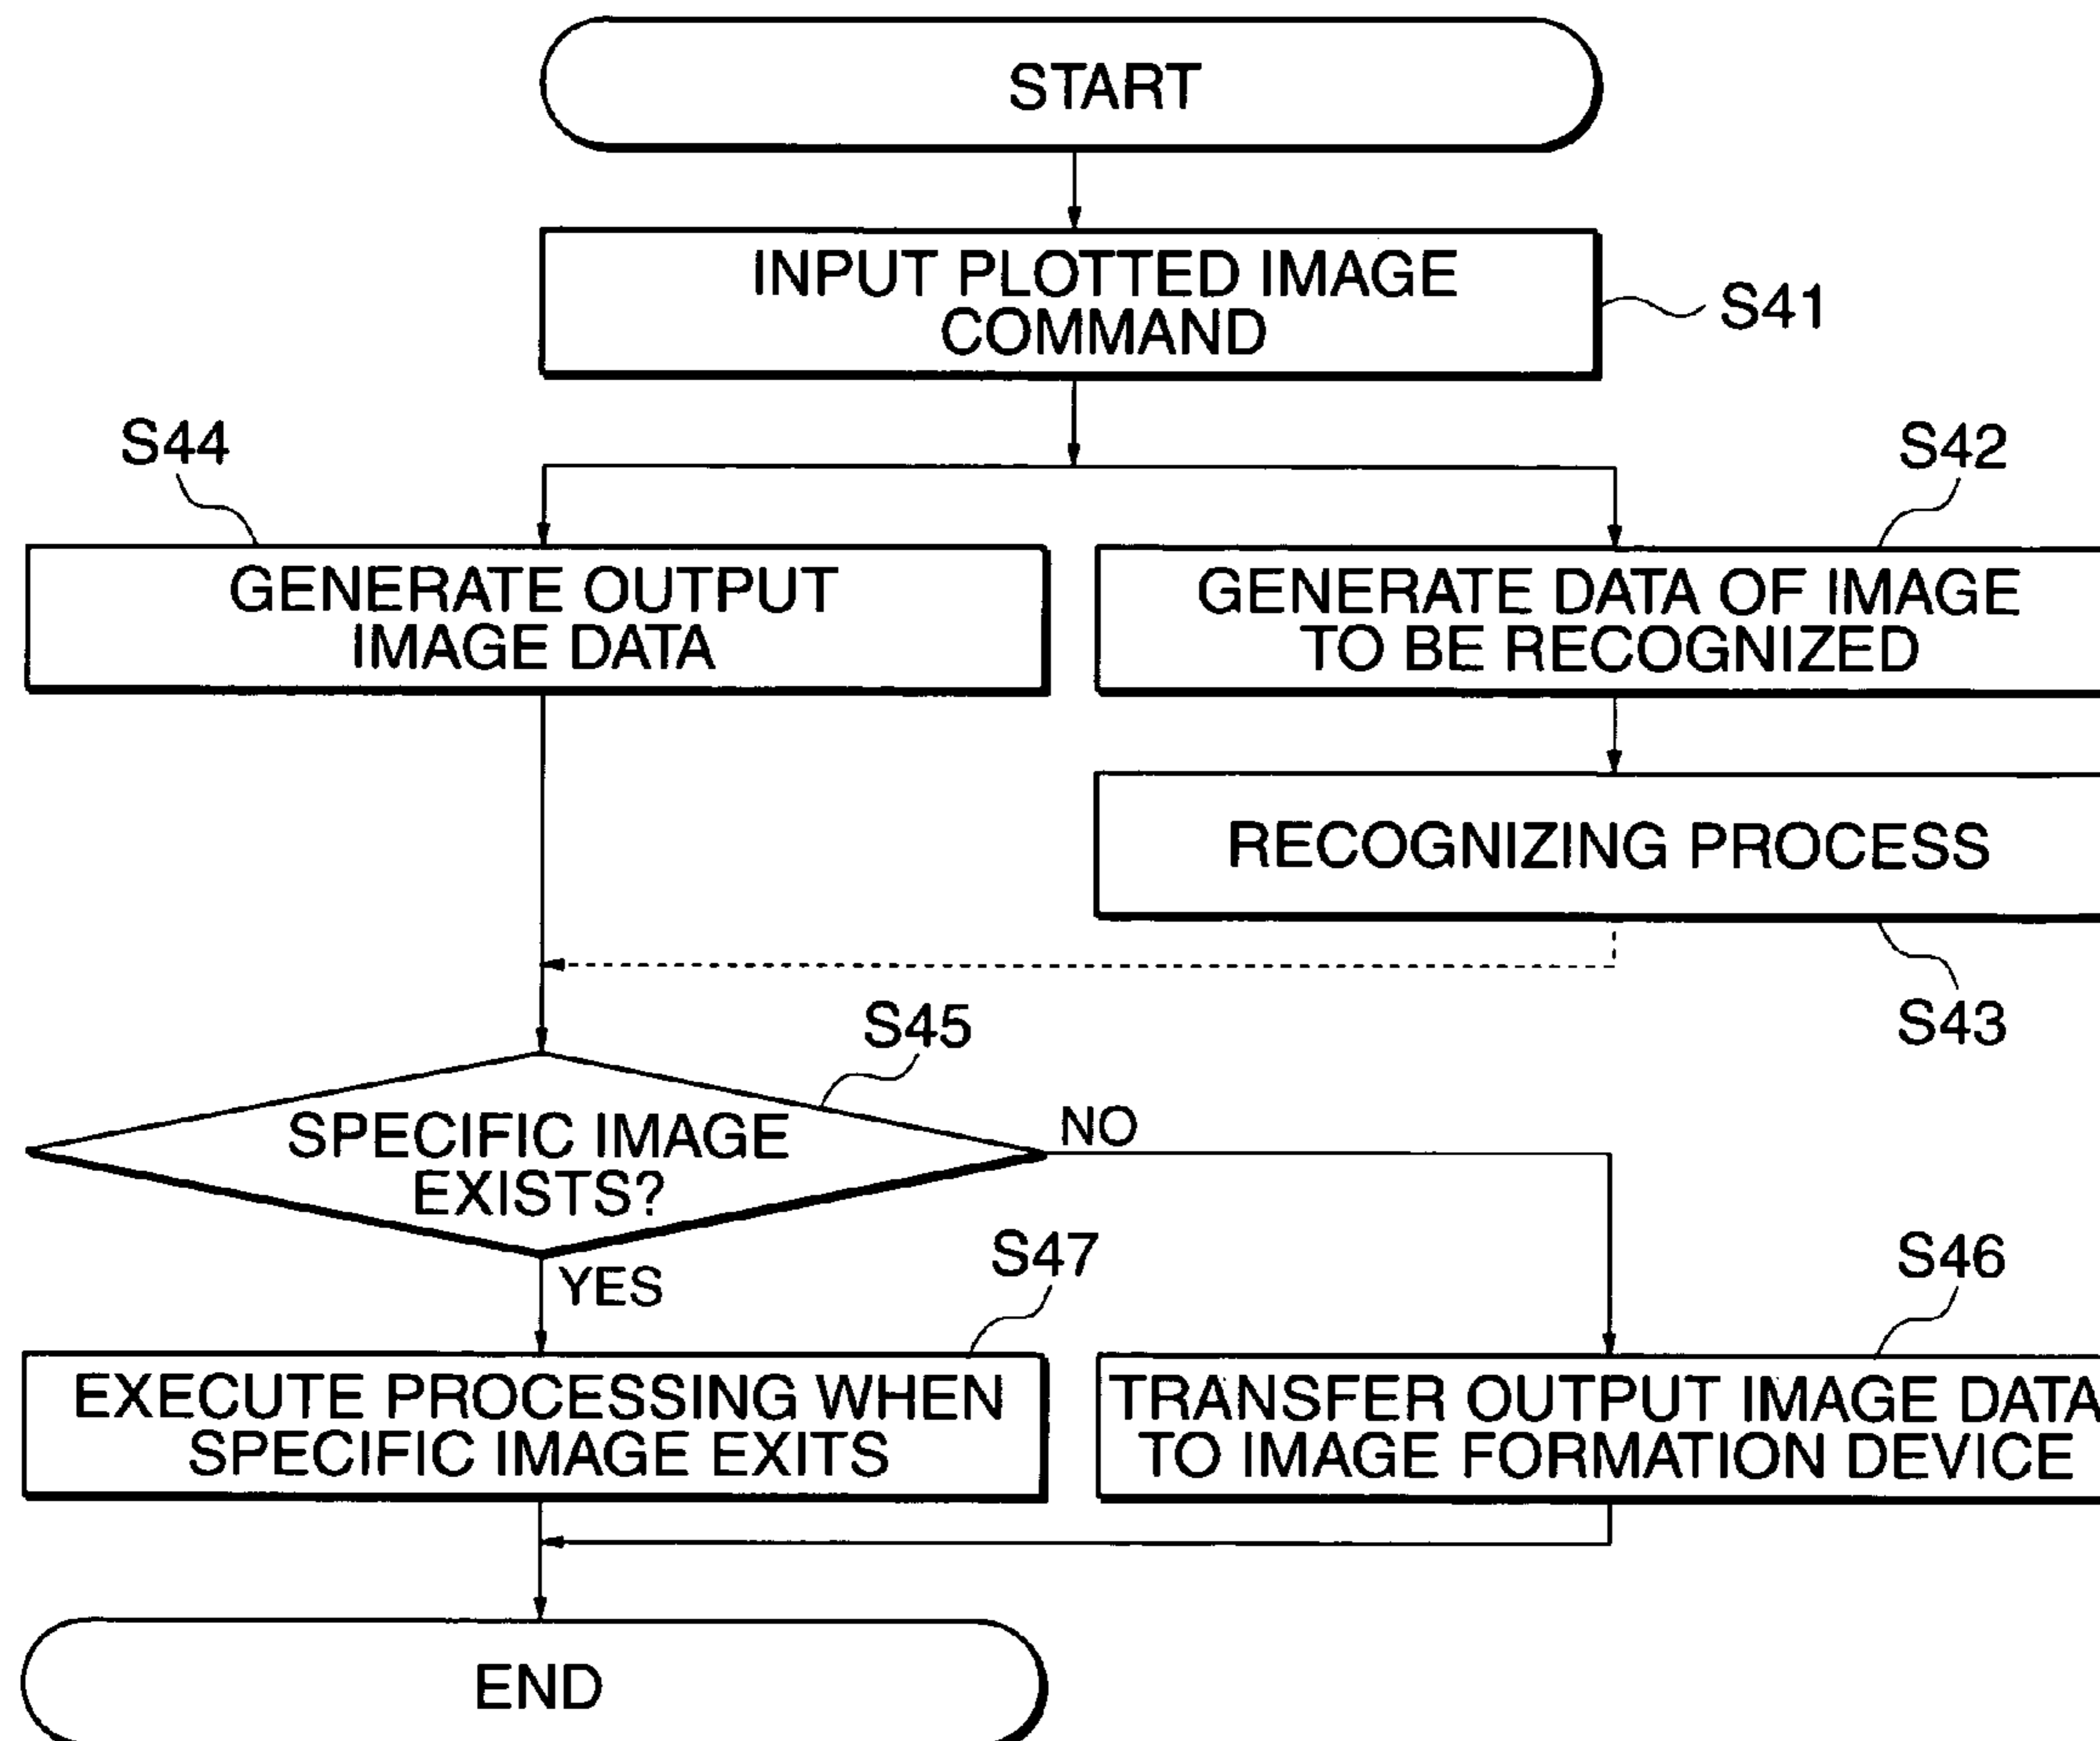 START
INPUT PLOTTED IMAGE
COMMAND
S41
S44
S42
GENERATE OUTPUT
IMAGE DATA
GENERATE DATA OF IMAGE
TO BE RECOGNIZED
RECOGNIZING PROCESS
S43
S45
SPECIFIC IMAGE
EXISTS?
NO
YES
S47
S46
EXECUTE PROCESSING WHEN
SPECIFIC IMAGE EXITS
TRANSFER OUTPUT IMAGE DATA
TO IMAGE FORMATION DEVICE
END